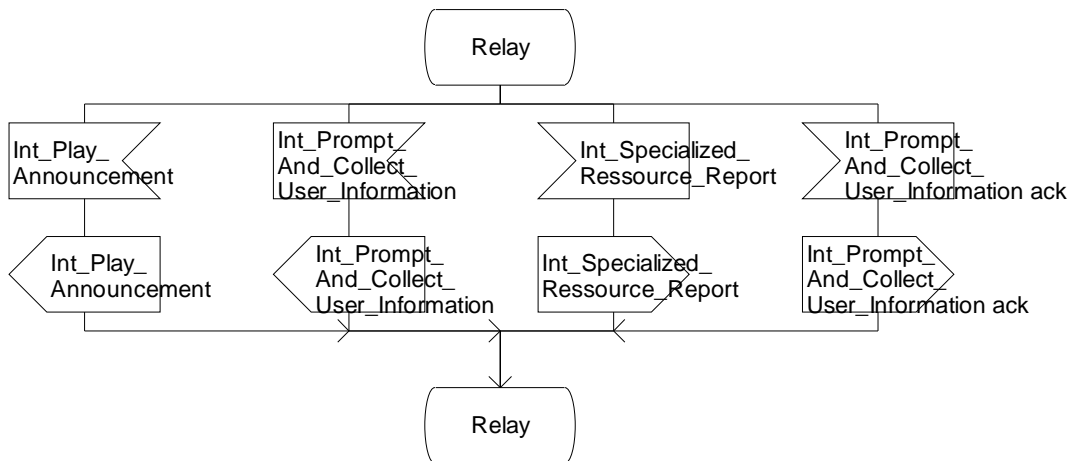 Relay
Int_Play_
Announcement
Int_Prompt_
And_Collect_
User_Information
Int_Specialized_
Ressource_Report
Int_Prompt_
And_Collect_
User_Information ack
Int_Play_
Announcement
Int_Prompt_
And_Collect_
User_Information
Int_Specialized_
Ressource_Report
Int_Prompt_
And_Collect_
User_Information ack
Relay